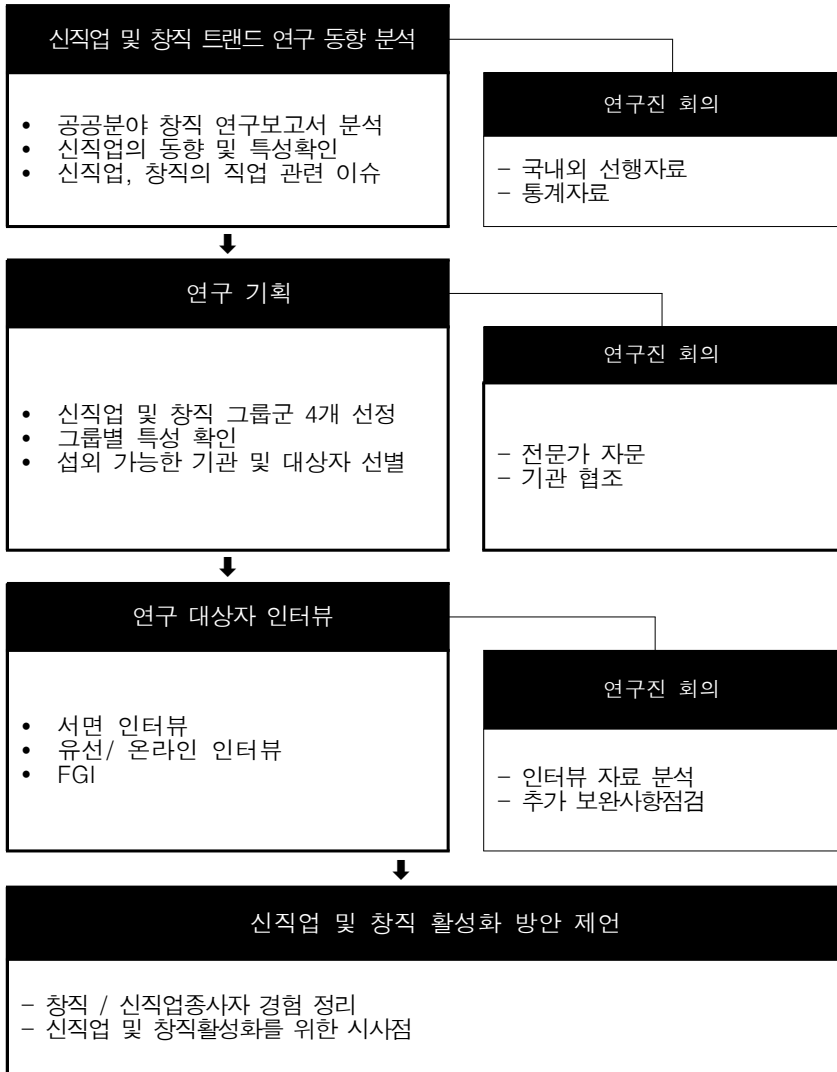 신직업 및 창직 트랜드 연구 동향 분석
• 공공분야 창직 연구보고서 분석
• 신직업의 동향 및 특성확인
• 신직업, 창직의 직업 관련 이슈
연구진 회의
– 국내외 선행자료
– 통계자료
연구 기획
• 신직업 및 창직 그룹군 4개 선정
• 그룹별 특성 확인
• 섭외 가능한 기관 및 대상자 선별
연구진 회의
– 전문가 자문
– 기관 협조
연구 대상자 인터뷰
• 서면 인터뷰
• 유선/ 온라인 인터뷰
• FGI
연구진 회의
– 인터뷰 자료 분석
– 추가 보완사항점검
신직업 및 창직 활성화 방안 제언
– 창직 / 신직업종사자 경험 정리
– 신직업 및 창직활성화를 위한 시사점